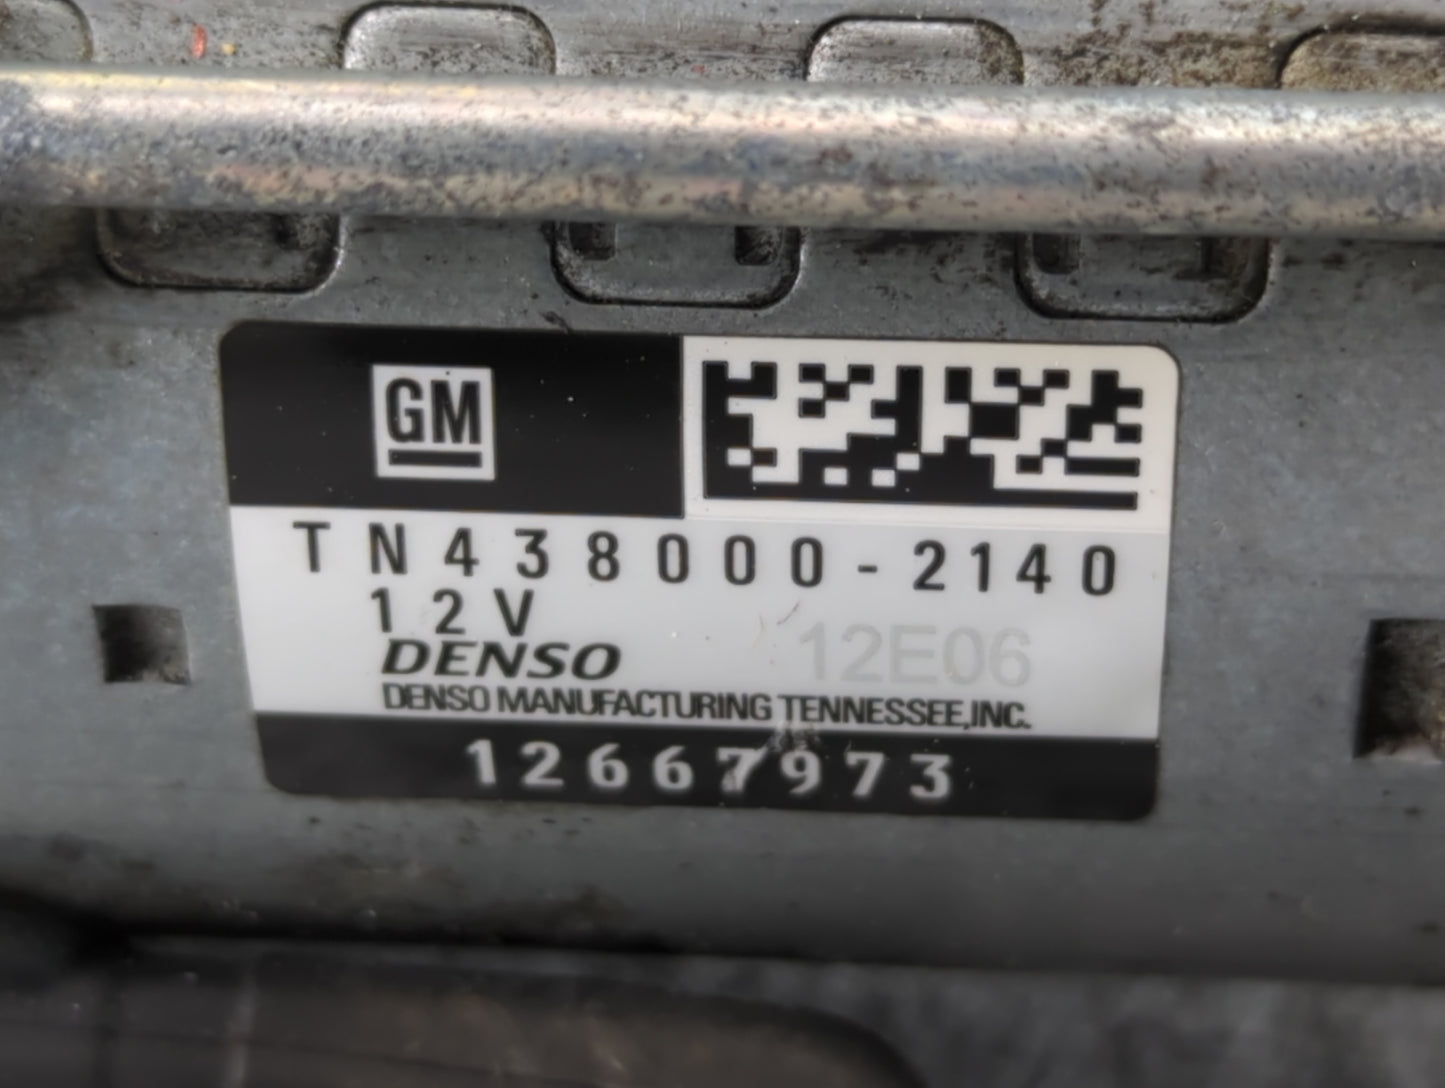 GM
TN438000-2140
12V
DENSO 12E06
DENSO MANUFACTURING TENNESSEE,INC.
12667973